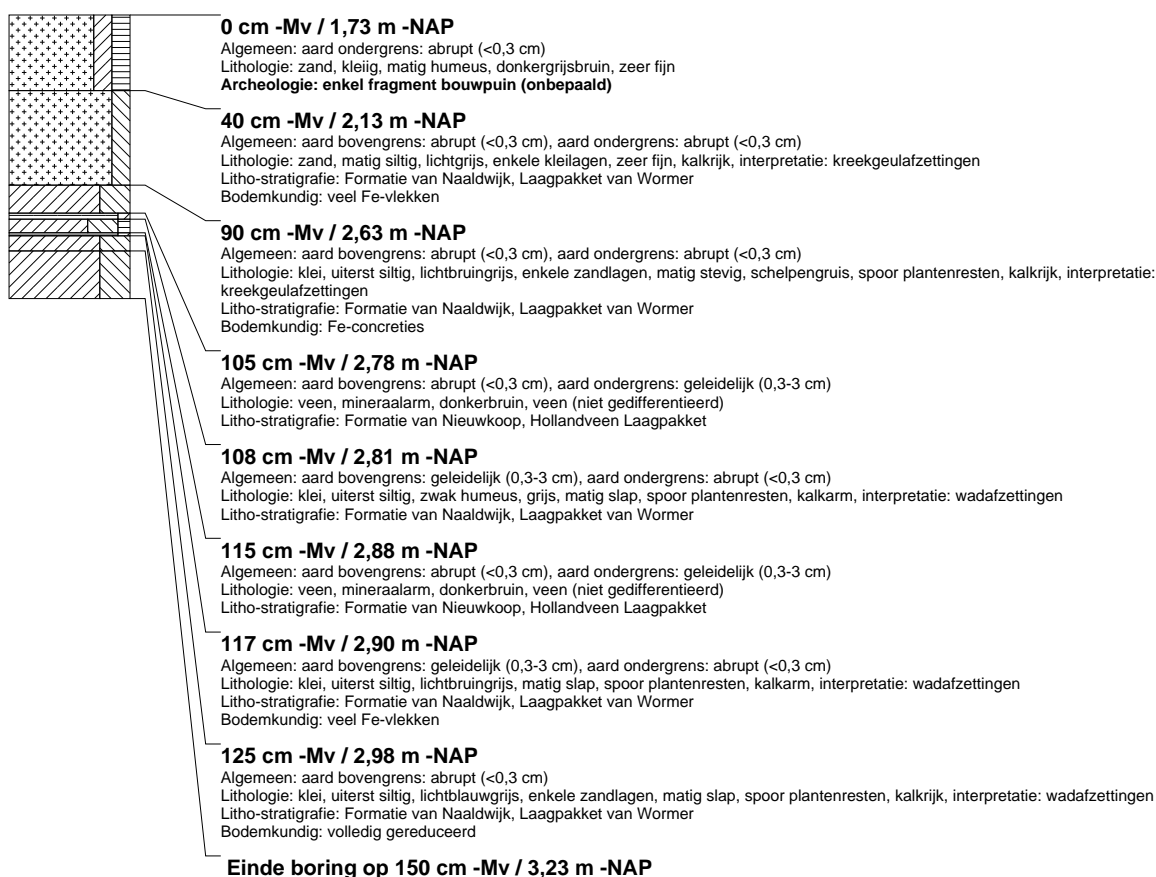 0 cm -Mv / 1,73 m -NAP
Algemeen: aard ondergrens: abrupt (<0,3 cm)
Lithologie: zand, kleiig, matig humeus, donkergrijsbruin, zeer fijn
Archeologie: enkel fragment bouwpuin (onbepaald)
40 cm -Mv / 2,13 m -NAP
Algemeen: aard bovengrens: abrupt (<0,3 cm), aard ondergrens: abrupt (<0,3 cm)
Lithologie: zand, matig siltig, lichtgrijs, enkele kleilagen, zeer fijn, kalkrijk, interpretatie: kreekgeulafzettingen
Litho-stratigrafie: Formatie van Naaldwijk, Laagpakket van Wormer
Bodemkundig: veel Fe-vlekken
90 cm -Mv / 2,63 m -NAP
Algemeen: aard bovengrens: abrupt (<0,3 cm), aard ondergrens: abrupt (<0,3 cm)
Lithologie: klei, uiterst siltig, lichtbruingrijs, enkele zandlagen, matig stevig, schelpengruis, spoor plantenresten, kalkrijk, interpretatie:
kreekgeulafzettingen
Litho-stratigrafie: Formatie van Naaldwijk, Laagpakket van Wormer
Bodemkundig: Fe-concreties
105 cm -Mv / 2,78 m -NAP
Algemeen: aard bovengrens: abrupt (<0,3 cm), aard ondergrens: geleidelijk (0,3-3 cm)
Lithologie: veen, mineraalarm, donkerbruin, veen (niet gedifferentieerd)
Litho-stratigrafie: Formatie van Nieuwkoop, Hollandveen Laagpakket
108 cm -Mv / 2,81 m -NAP
Algemeen: aard bovengrens: geleidelijk (0,3-3 cm), aard ondergrens: abrupt (<0,3 cm)
Lithologie: klei, uiterst siltig, zwak humeus, grijs, matig slap, spoor plantenresten, kalkarm, interpretatie: wadafzettingen
Litho-stratigrafie: Formatie van Naaldwijk, Laagpakket van Wormer
115 cm -Mv / 2,88 m -NAP
Algemeen: aard bovengrens: abrupt (<0,3 cm), aard ondergrens: geleidelijk (0,3-3 cm)
Lithologie: veen, mineraalarm, donkerbruin, veen (niet gedifferentieerd)
Litho-stratigrafie: Formatie van Nieuwkoop, Hollandveen Laagpakket
117 cm -Mv / 2,90 m -NAP
Algemeen: aard bovengrens: geleidelijk (0,3-3 cm), aard ondergrens: abrupt (<0,3 cm)
Lithologie: klei, uiterst siltig, lichtbruingrijs, matig slap, spoor plantenresten, kalkarm, interpretatie: wadafzettingen
Litho-stratigrafie: Formatie van Naaldwijk, Laagpakket van Wormer
Bodemkundig: veel Fe-vlekken
125 cm -Mv / 2,98 m -NAP
Algemeen: aard bovengrens: abrupt (<0,3 cm)
Lithologie: klei, uiterst siltig, lichtblauwgrijs, enkele zandlagen, matig slap, spoor plantenresten, kalkrijk, interpretatie: wadafzettingen
Litho-stratigrafie: Formatie van Naaldwijk, Laagpakket van Wormer
Bodemkundig: volledig gereduceerd
Einde boring op 150 cm -Mv / 3,23 m -NAP